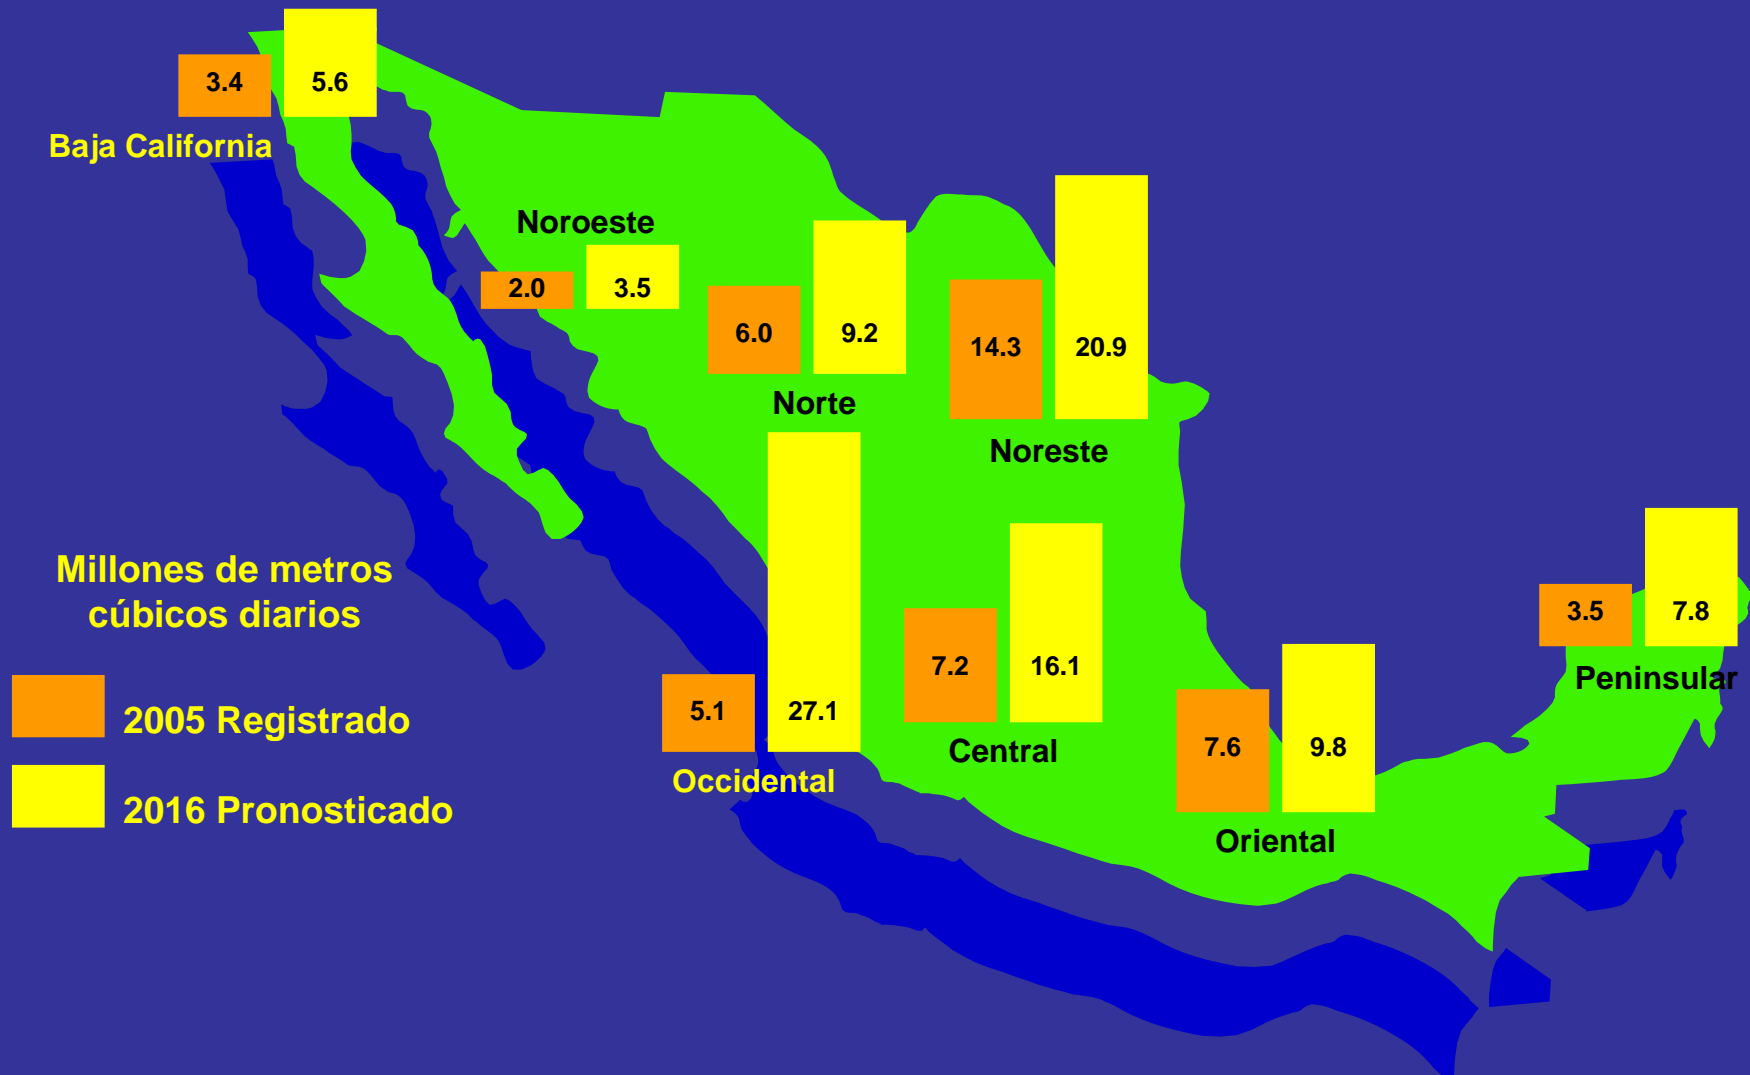 3.4
5.6
Baja California
Noroeste
2.0
3.5
6.0
9.2
Norte
14.3
20.9
Noreste
Millones de metros
cúbicos diarios
2005 Registrado
2016 Pronosticado
5.1
27.1
Occidental
7.2
16.1
Central
7.6
9.8
Oriental
3.5
7.8
Peninsular